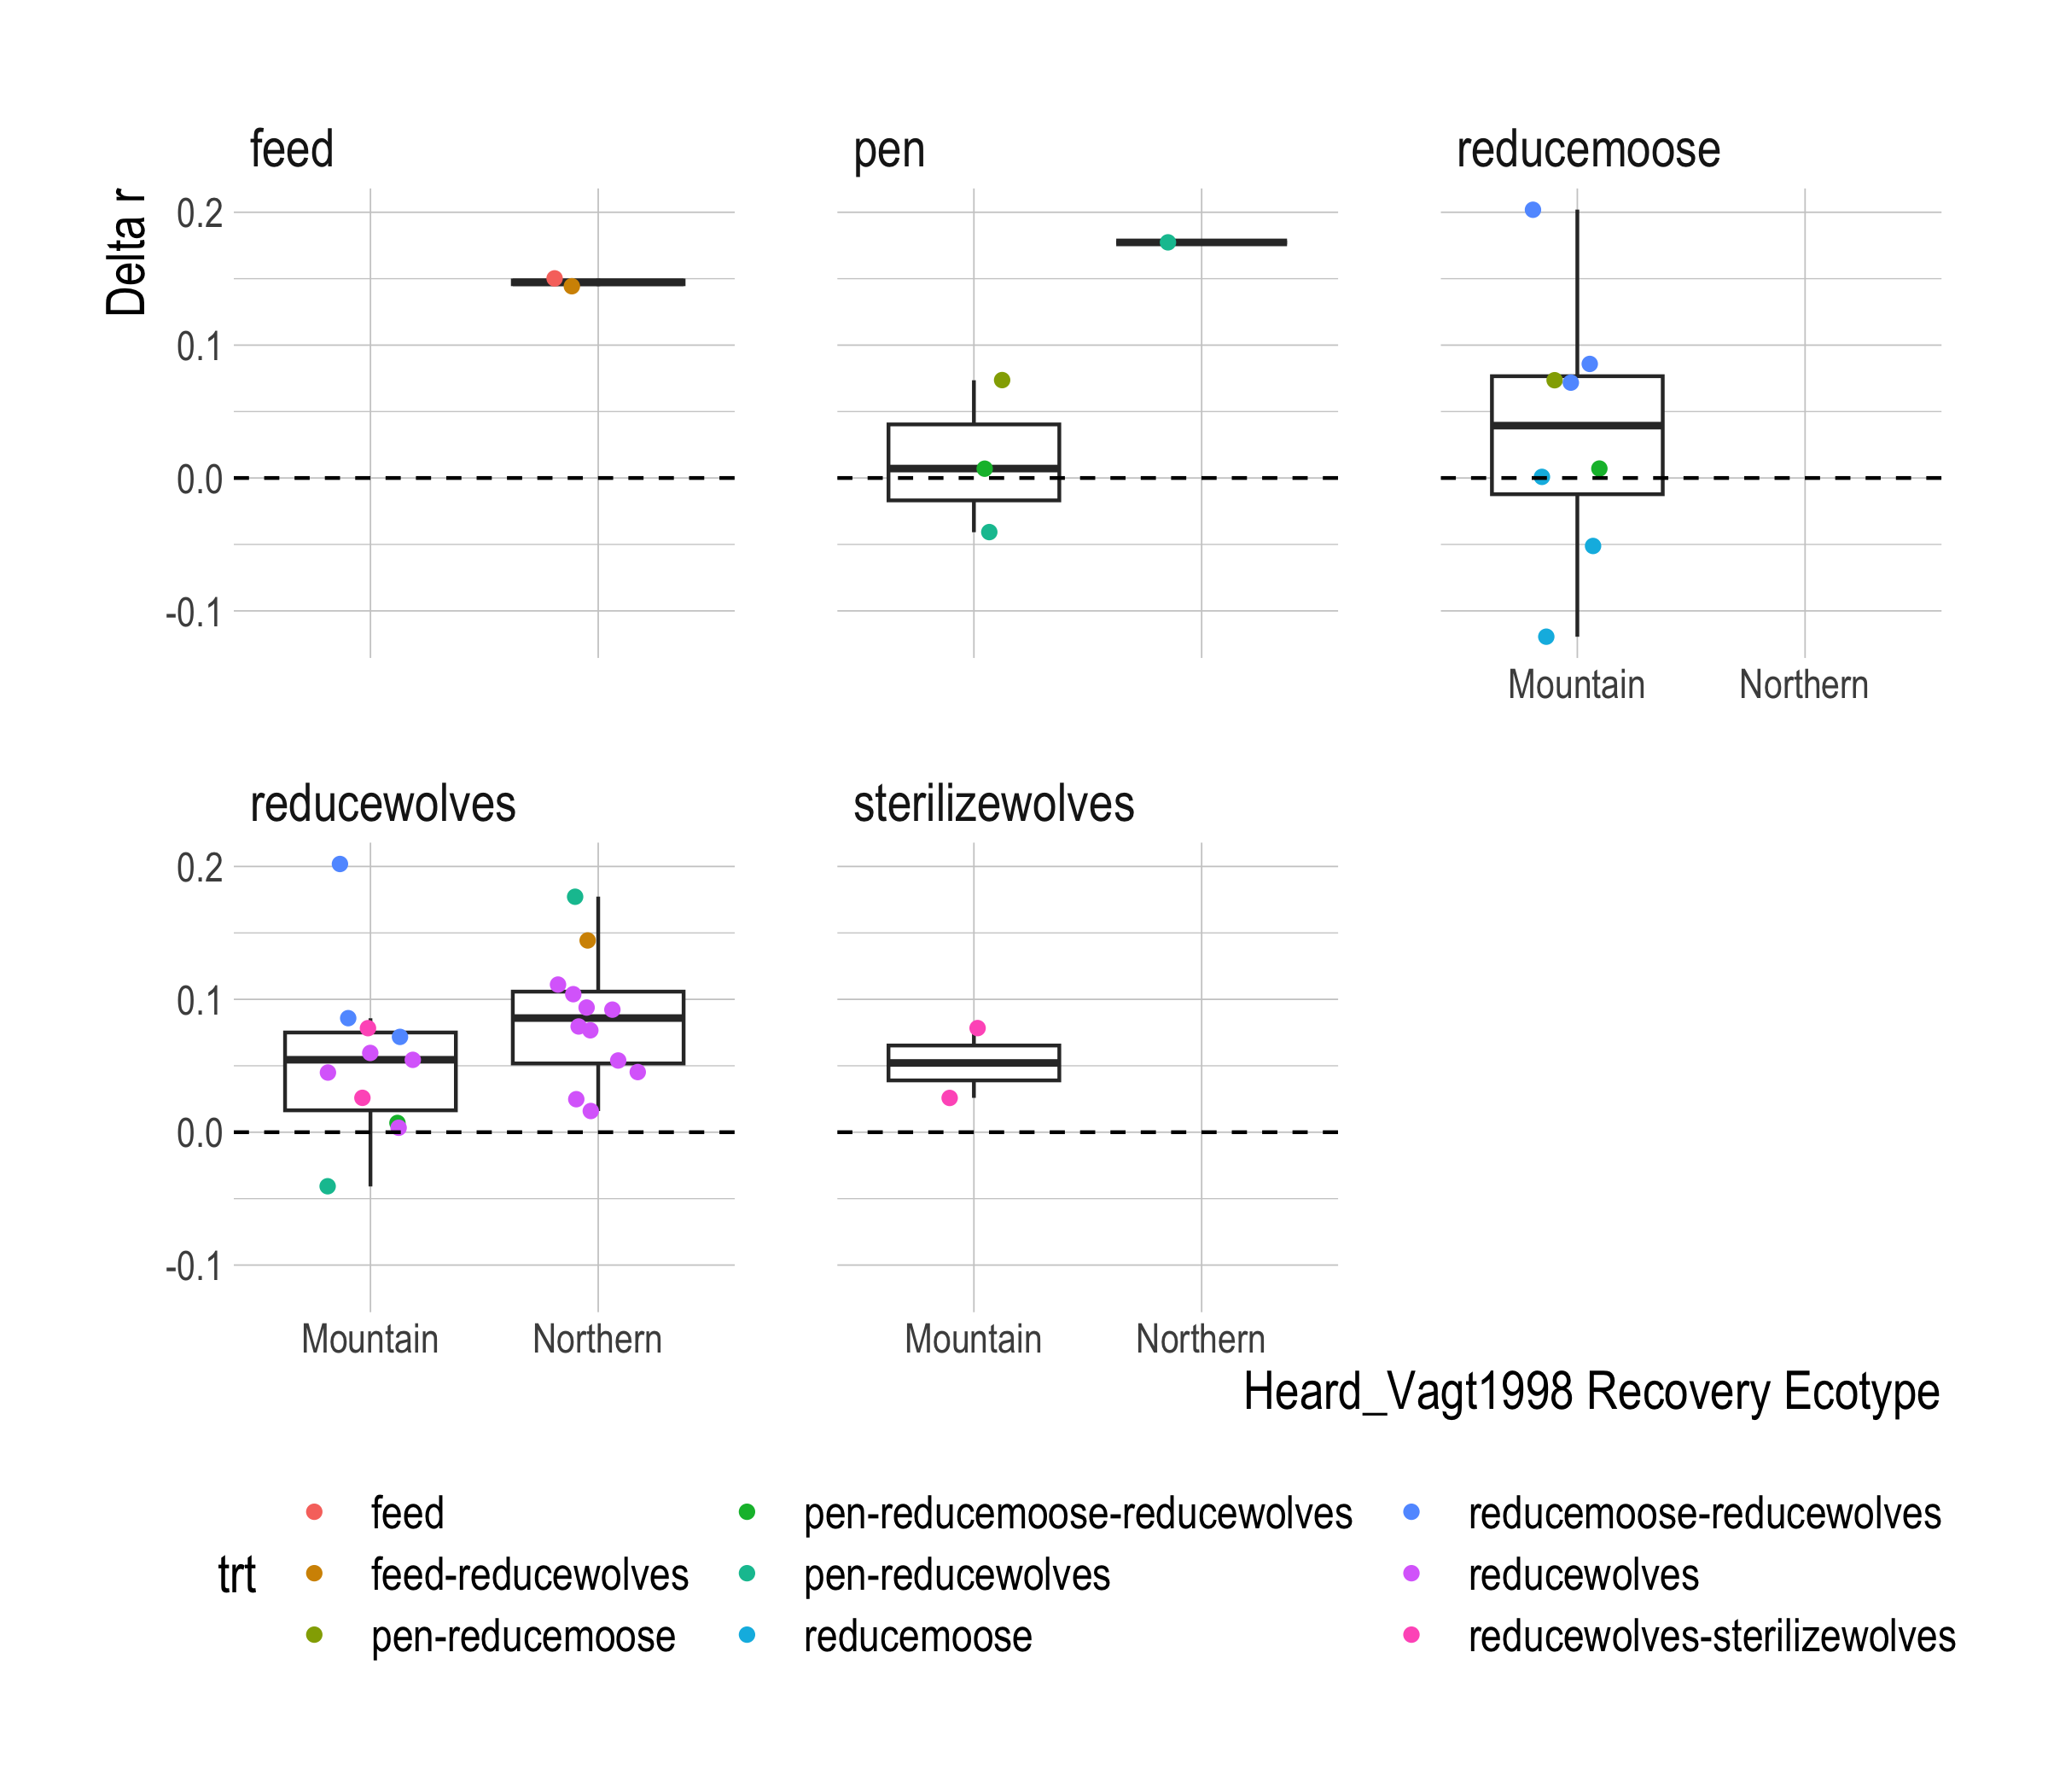 feed pen reducemoose
Delta r
0.2
0.1
0.0
-0.1
Mountain Northern
reducewolves sterilizewolves
0.2
0.1
0.0
-0.1
Mountain Northern Mountain Northern
Heard_Vagt1998 Recovery Ecotype
trt
feed pen-reducemoose-reducewolves reducemoose-reducewolves
feed-reducewolves pen-reducewolves reducewolves
pen-reducemoose reducemoose reducewolves-sterilizewolves